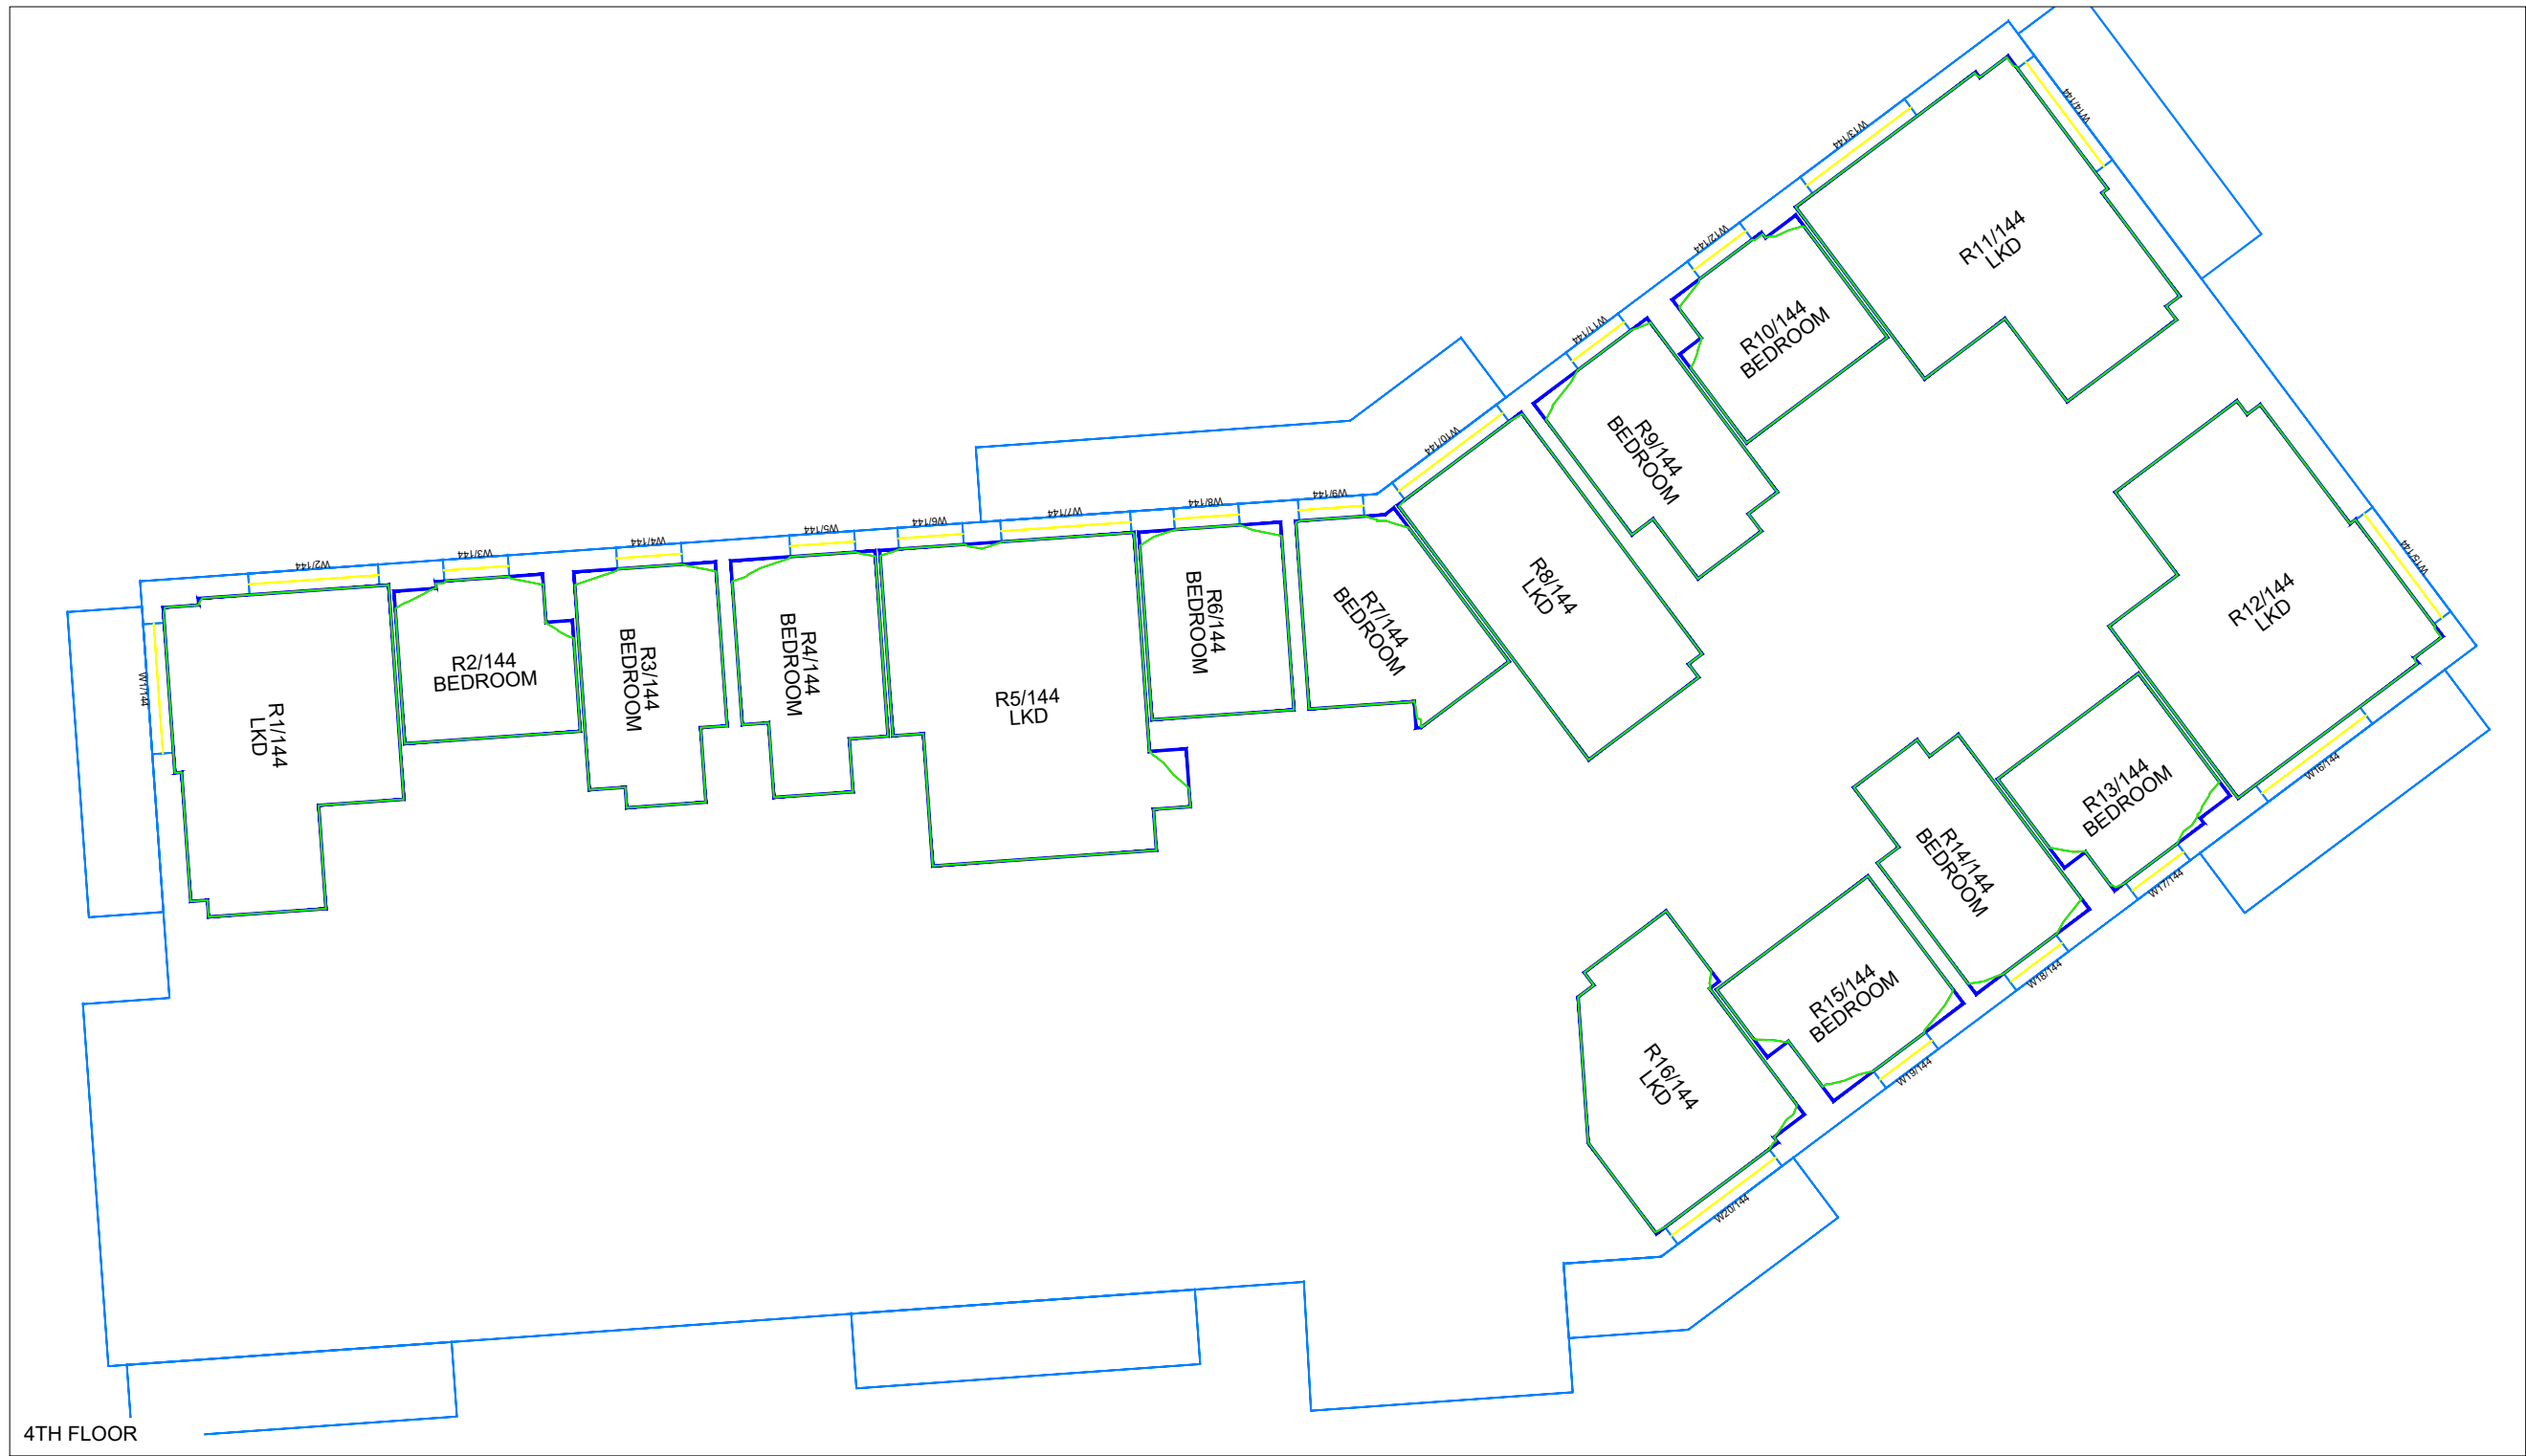 W14/144
W13/144
W12/144
R11/144
LKD
W11/144
R10/144
BEDROOM
W10/144
R9/144
BEDROOM
W9/144
W8/144
W7/144
W6/144
W5/144
W4/144
W3/144
W2/144
W15/144
R8/144
LKD
R12/144
LKD
R7/144
BEDROOM
R6/144
BEDROOM
R4/144
BEDROOM
R3/144
BEDROOM
R2/144
BEDROOM
W1/144
R5/144
LKD
R1/144
LKD
W16/144
R13/144
BEDROOM
R14/144
BEDROOM
W17/144
W18/144
R15/144
BEDROOM
R16/144
LKD
W19/144
W20/144
4TH FLOOR